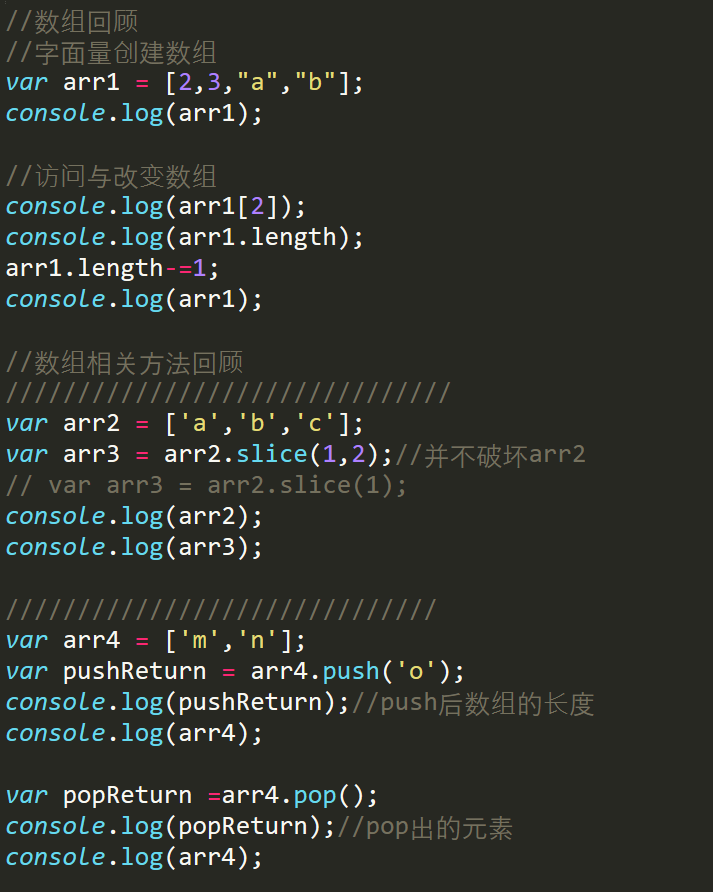 //数组回顾
//字面量创建数组
var arr1 = [2,3,"a","b"];
console.log(arr1);
//访问与改变数组
console.log(arr1[2]);
console.log(arr1.length);
arr1.length-=1;
console.log(arr1);
//数组相关方法回顾
///////////////////////////////
var arr2 = ['a','b','c'];
var arr3 = arr2.slice(1,2);//并不破坏arr2
// var arr3 = arr2.slice(1);
console.log(arr2);
console.log(arr3);
//////////////////////////////
var arr4 = ['m','n'];
var pushReturn = arr4.push('o');
console.log(pushReturn);//push后数组的长度
console.log(arr4);
var popReturn =arr4.pop();
console.log(popReturn);//pop出的元素
console.log(arr4);